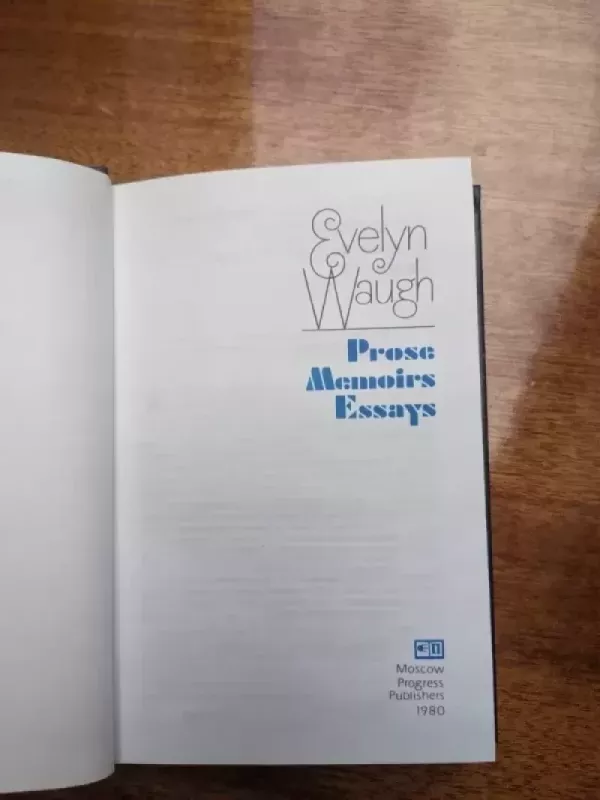 Evelyn
Waugh
Prose
Memoirs
Essays
Moscow
Progress
Publishers
1980